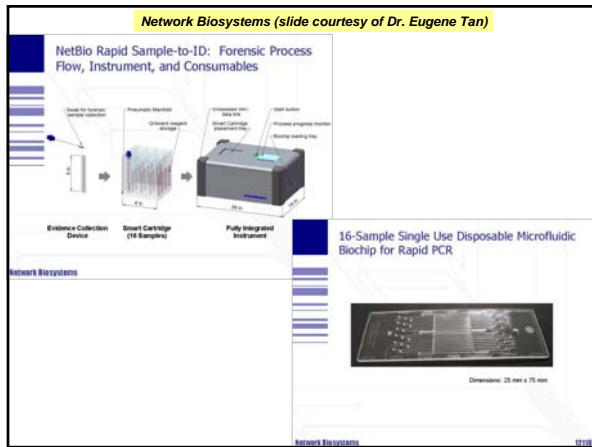 Network Biosystems (slide courtesy of Dr. Eugene Tan)
NetBio Rapid Sample-to-ID: Forensic Process
Flow, Instrument, and Consumables
Swab for forensic
sample collection
Pneumatic Manifold
Onboard reagent
storage
Embedded
data link
Smart Cartridge
placement tray
Start button
Process progress monitor
Biochip loading tray
4 in
Evidence Collection
Device
Smart Cartridge
(16 Samples)
Fully Integrated
Instrument
Network Biosystems
16-Sample Single Use Disposable Microfluidic
Biochip for Rapid PCR
Dimensions: 25 mm x 75 mm
Network Biosystems